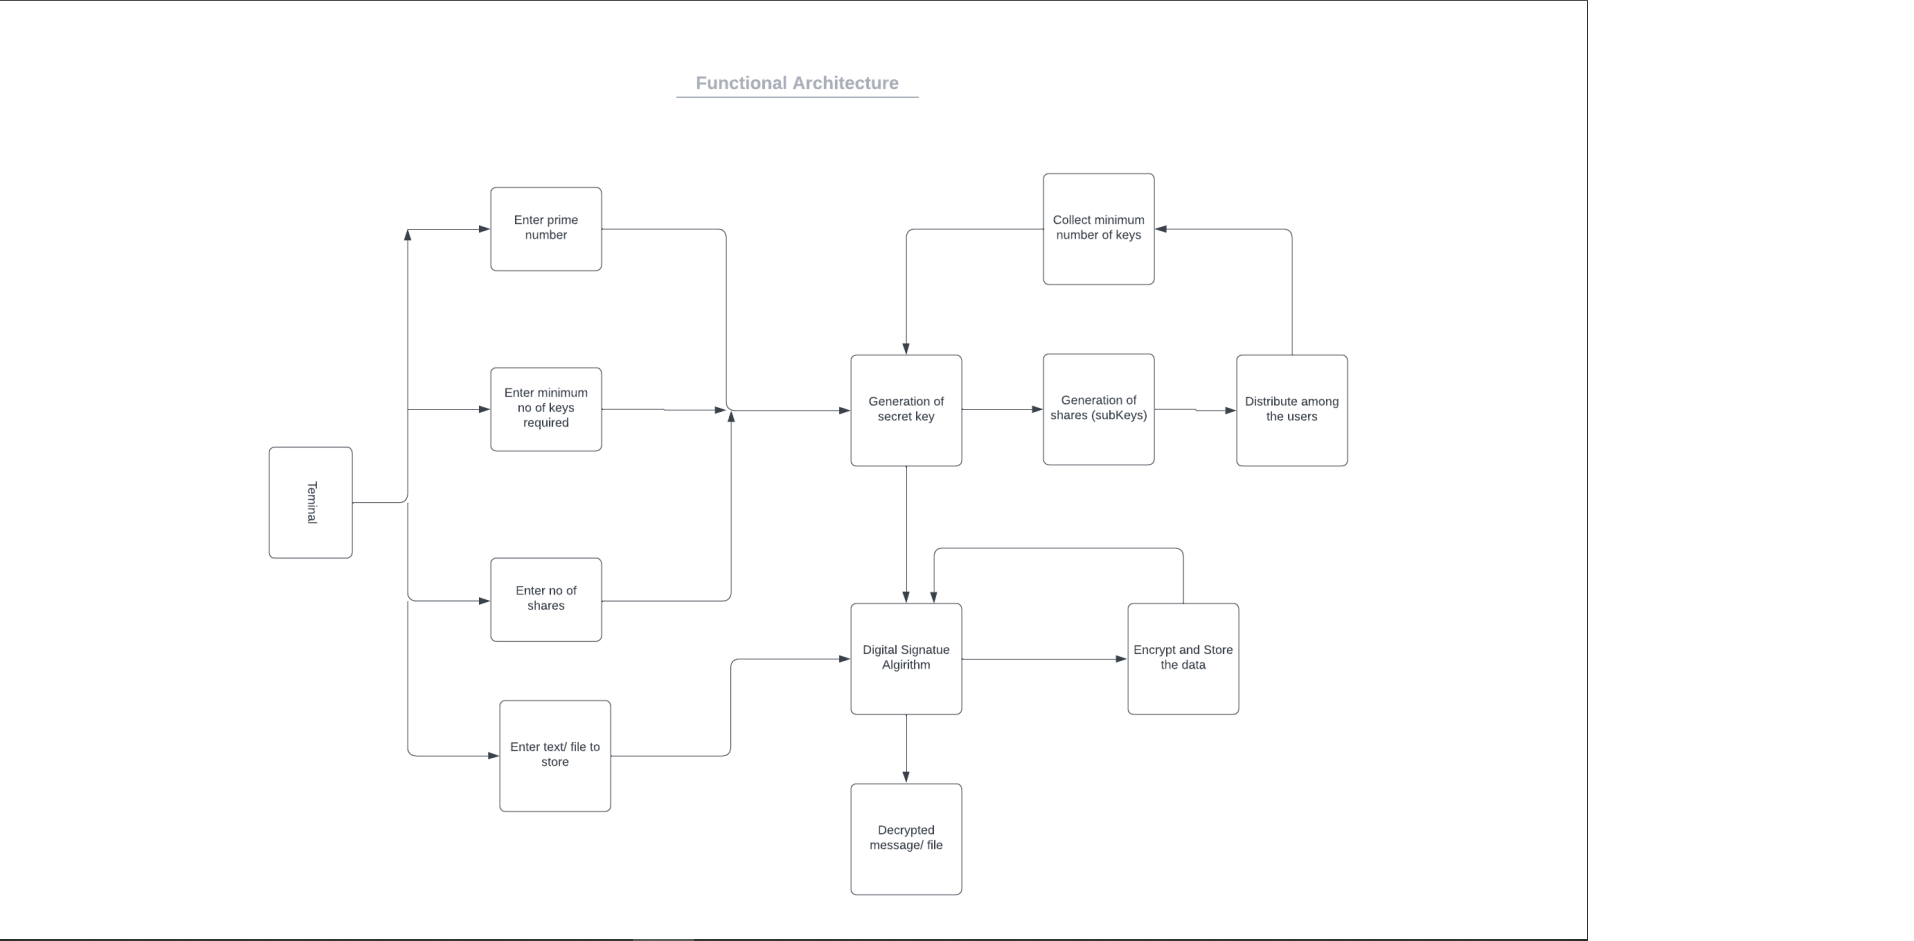 Functional Architecture
Enter prime
number
Collect minimum
number of keys
Enter minimum
no of keys
required
Generation of
secret key
Generation of
shares (subKeys)
Distribute among
the users
Teminal
Enter no of
shares
Digital Signatue
Algirithm
Encrypt and Store
the data
Enter text/ file to
store
Decrypted
message/ file